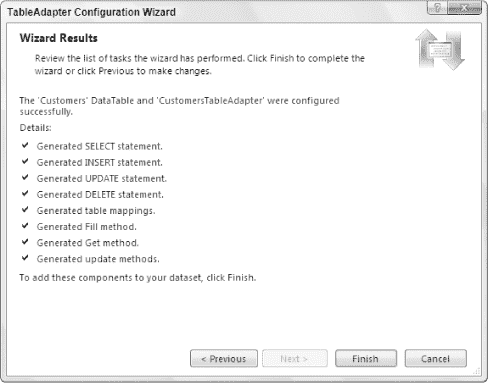 TableAdapter Configuration Wizard
Wizard Results
Review the list of tasks the wizard has performed. Click Finish to complete the
wizard or click Previous to make changes.
The 'Customers' DataTable and 'CustomersTableAdapter' were configured
successfully.
Details:
Generated SELECT statement.
Generated INSERT statement.
Generated UPDATE statement.
Generated DELETE statement.
Generated table mappings.
Generated Fill method.
Generated Get method.
Generated update methods.
To add these components to your dataset, click Finish.
< Previous Next > Finish Cancel